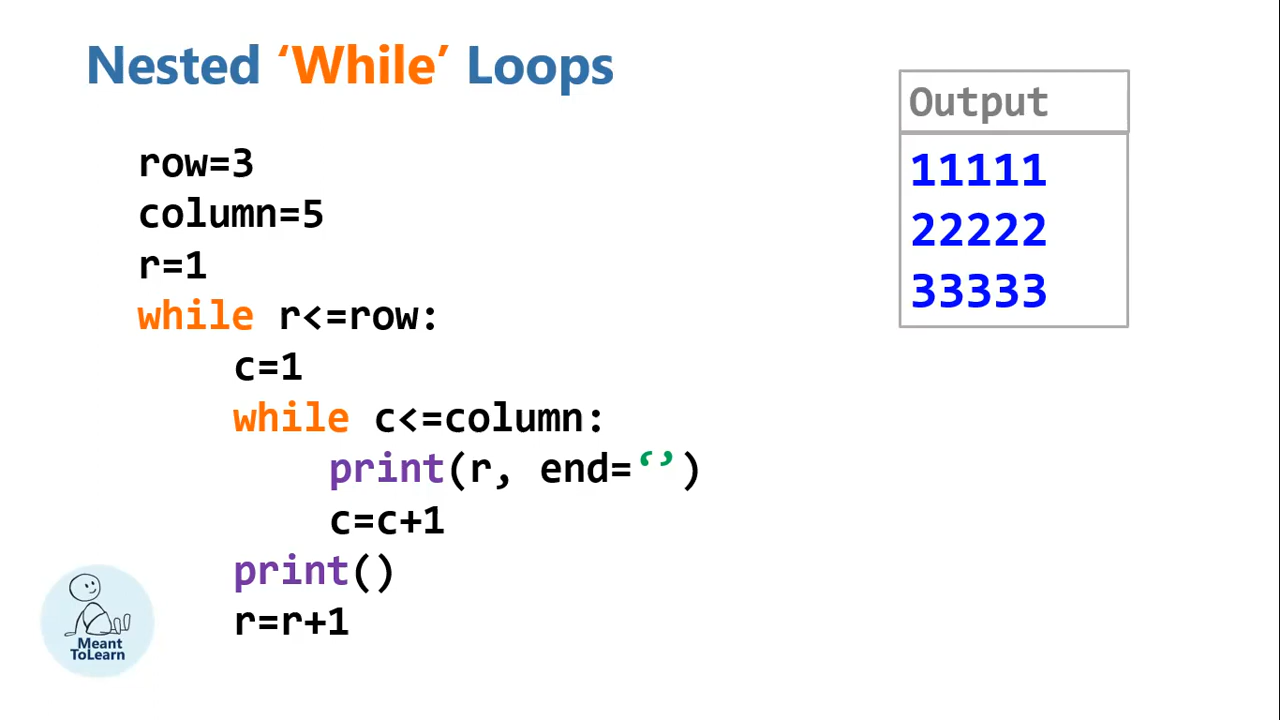 Nested ‘While’ Loops
row=3
column=5
r=1
while r<=row:
c=1
while c<=column:
print(r, end=‘’)
c=c+1
print()
r=r+1
Output
11111
22222
33333
Meant
ToLearn